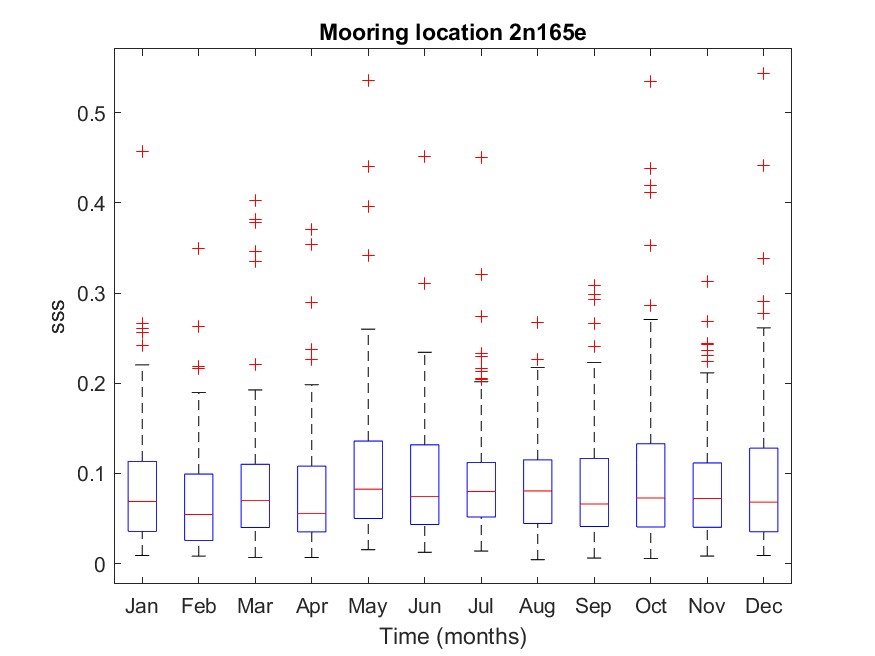 Mooring location 2n165e
0.5
0.4
0.3
0.2
0.1
0
sss
Jan Feb Mar Apr May Jun Jul Aug Sep Oct Nov Dec
Time (months)